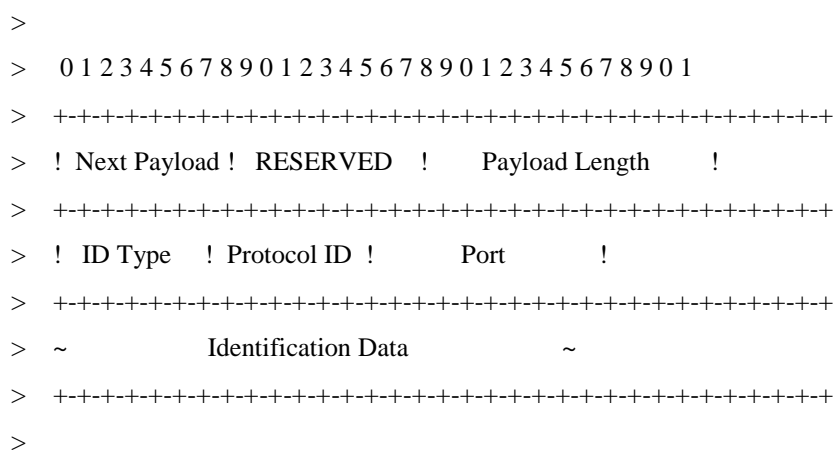 >
> 0 1 2 3 4 5 6 7 8 9 0 1 2 3 4 5 6 7 8 9 0 1 2 3 4 5 6 7 8 9 0 1
> +-+-+-+-+-+-+-+-+-+-+-+-+-+-+-+-+-+-+-+-+-+-+-+-+-+-+-+-+-+-+-+-+
> ! Next Payload ! RESERVED ! Payload Length !
> +-+-+-+-+-+-+-+-+-+-+-+-+-+-+-+-+-+-+-+-+-+-+-+-+-+-+-+-+-+-+-+-+
> ! ID Type ! Protocol ID ! Port !
> +-+-+-+-+-+-+-+-+-+-+-+-+-+-+-+-+-+-+-+-+-+-+-+-+-+-+-+-+-+-+-+-+
> ~ Identification Data ~
> +-+-+-+-+-+-+-+-+-+-+-+-+-+-+-+-+-+-+-+-+-+-+-+-+-+-+-+-+-+-+-+-+
>